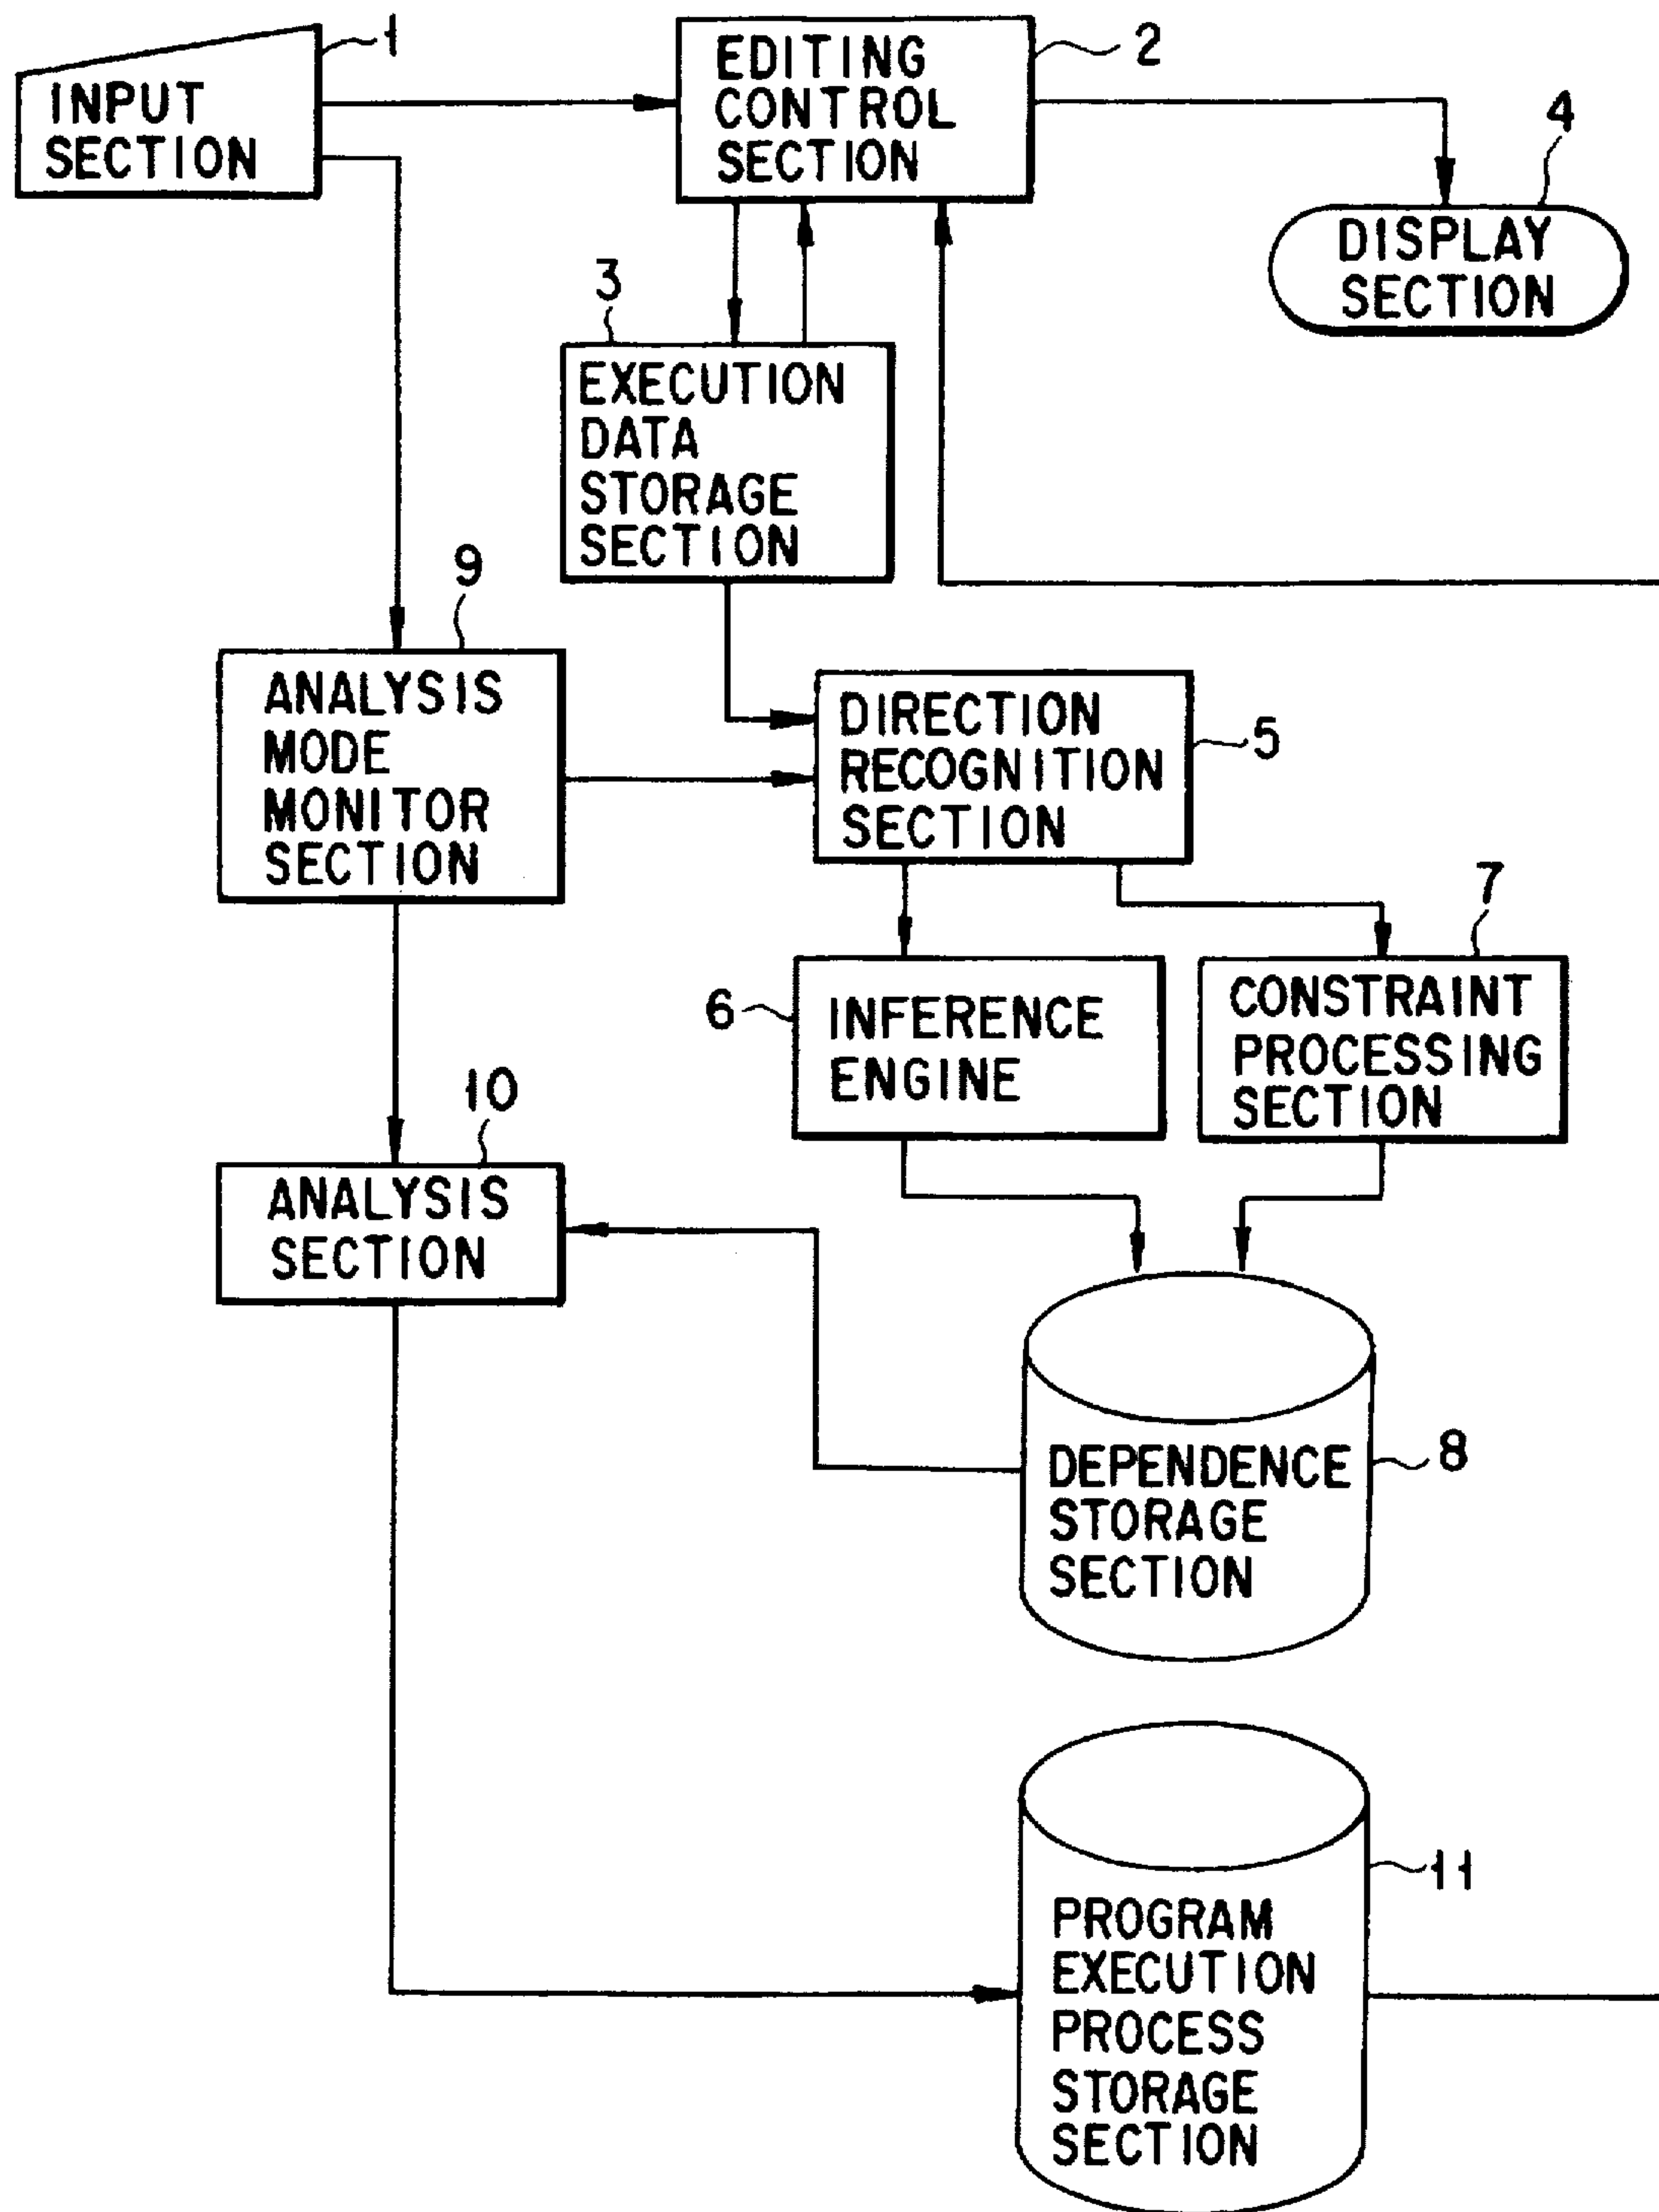 1
INPUT
SECTION
2
EDITING
CONTROL
SECTION
4
DISPLAY
SECTION
3
EXECUTION
DATA
STORAGE
SECTION
9
ANALYSIS
MODE
MONITOR
SECTION
5
DIRECTION
RECOGNITION
SECTION
6
INFERENCE
ENGINE
7
CONSTRAINT
PROCESSING
SECTION
10
ANALYSIS
SECTION
8
DEPENDENCE
STORAGE
SECTION
11
PROGRAM
EXECUTION
PROCESS
STORAGE
SECTION